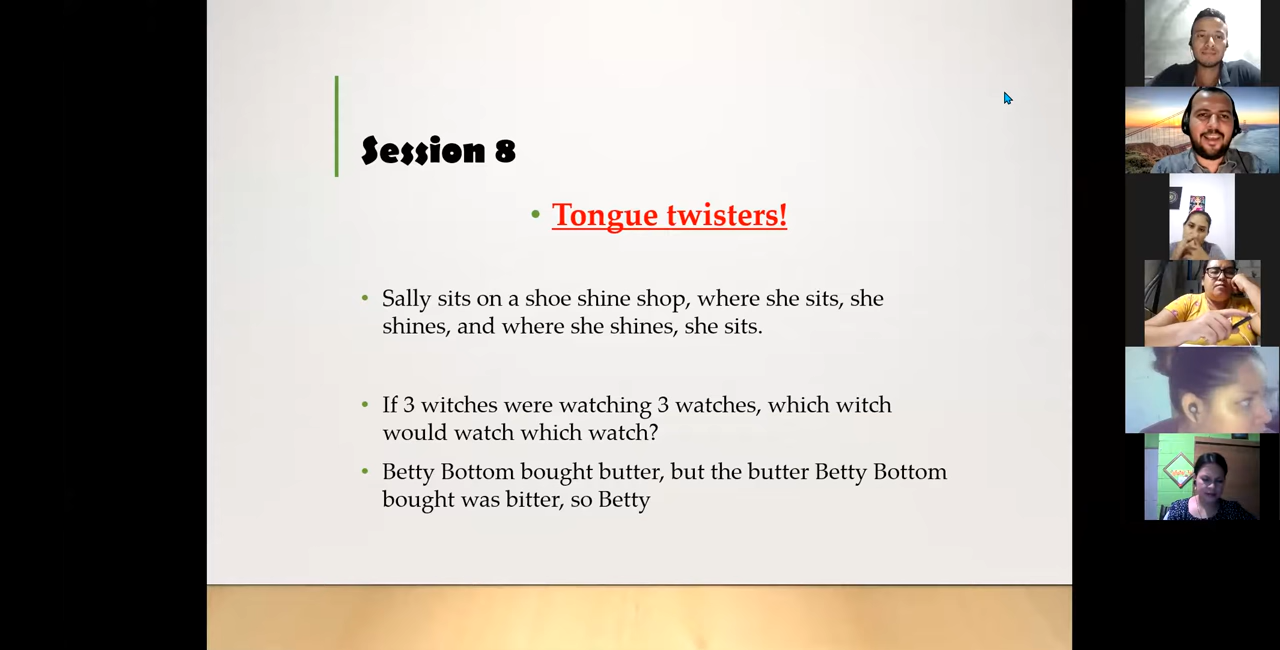 Session 8
• Tongue twisters!
• Sally sits on a shoe shine shop, where she sits, she
shines, and where she shines, she sits.
• If 3 witches were watching 3 watches, which witch
would watch which watch?
• Betty Bottom bought butter, but the butter Betty Bottom
bought was bitter, so Betty